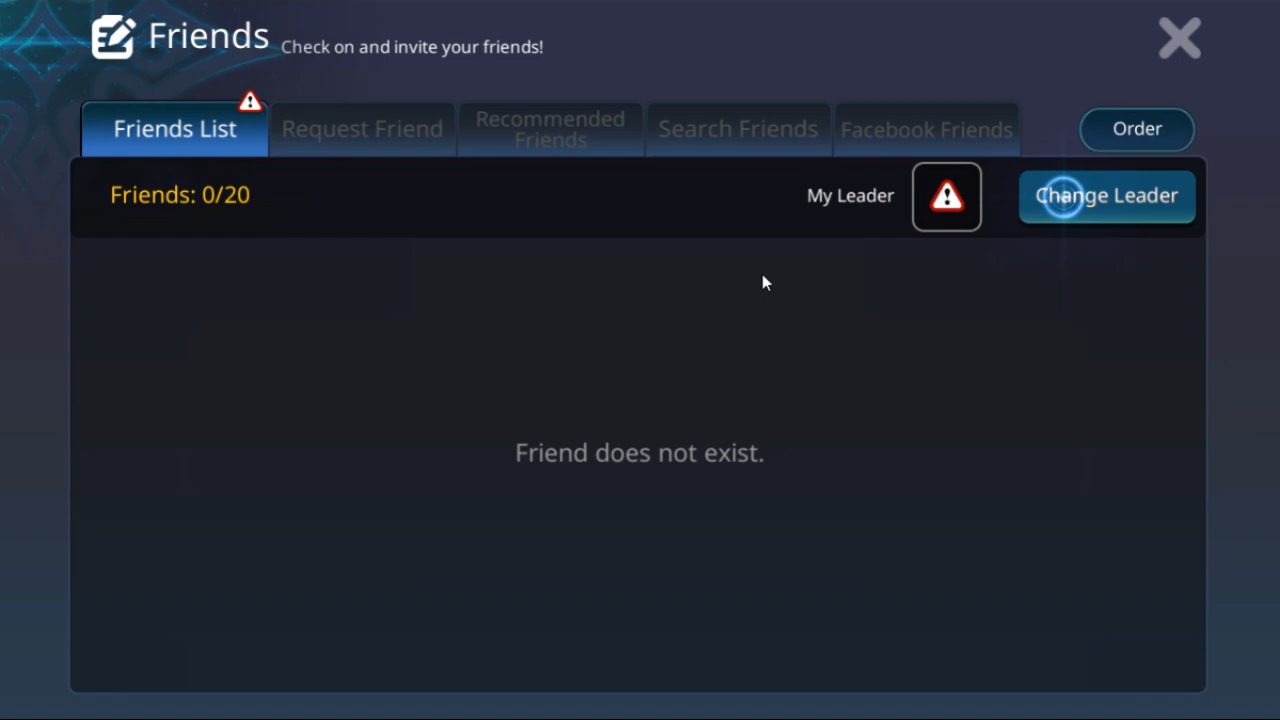 Friends Check on and invite your friends!
Friends List
Request Friend
Recommended
Friends
Search Friends
Facebook Friends
Order
Friends: 0/20
My Leader
Change Leader
Friend does not exist.